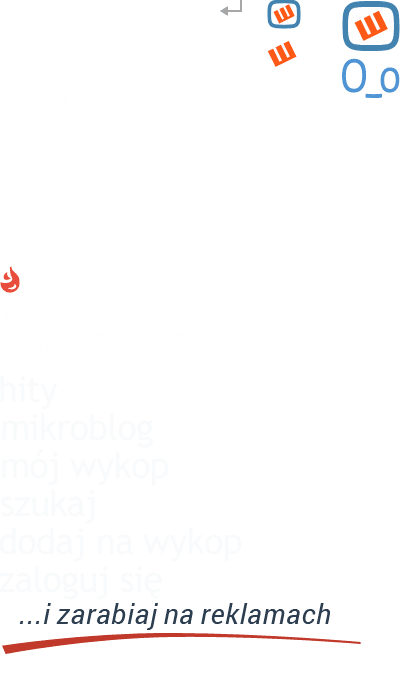 O_o
hity
mikroblog
mój wykop
szukaj
dodaj na wykop
zaloguj się
...i zarabiaj na reklamach